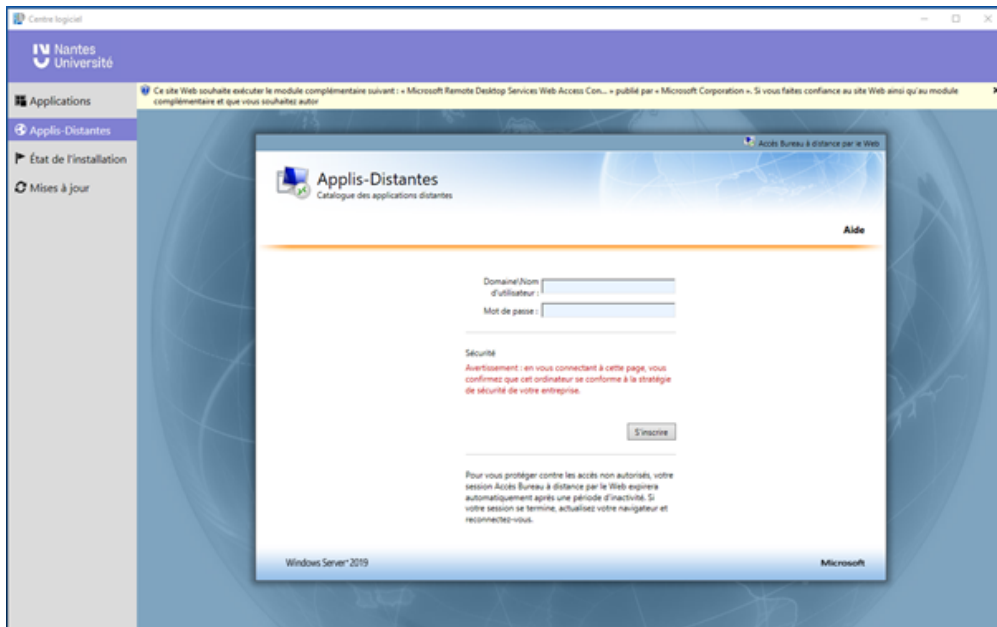 Centre logiciel
Nantes
Université
Applications
Applis-Distantes
État de l'installation
Mises à jour
Ce site Web souhaite exécuter le module complémentaire suivant : « Microsoft Remote Desktop Services Web Access Con... » publié par « Microsoft Corporation ». Si vous faites confiance au site Web ainsi qu'au module
complémentaire et que vous souhaitez autor
Accès Bureau à distance par le Web
Applis-Distantes
Catalogue des applications distantes
Aide
Domaine\Nom
d'utilisateur :
Mot de passe :
Sécurité
Avertissement : en vous connectant à cette page, vous
confirmez que cet ordinateur se conforme à la stratégie
de sécurité de votre entreprise.
S'inscrire
Pour vous protéger contre les accès non autorisés, votre
session Accès Bureau à distance par le Web expirera
automatiquement après une période d'inactivité. Si
votre session se termine, actualisez votre navigateur et
reconnectez-vous.
Windows Server® 2019
Microsoft